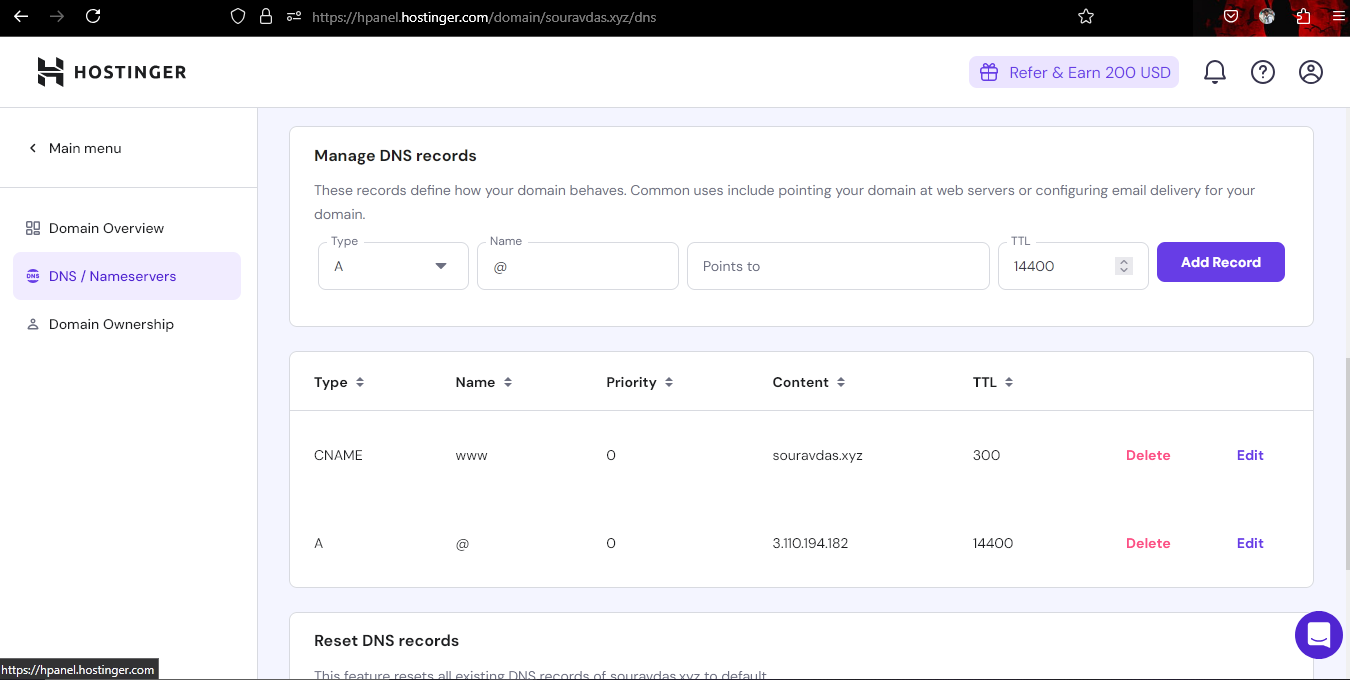 https://hpanel.hostinger.com/domain/souravdas.xyz/dns
HOSTINGER
Refer & Earn 200 USD
Main menu
Domain Overview
DNS DNS / Nameservers
Domain Ownership
Manage DNS records
These records define how your domain behaves. Common uses include pointing your domain at web servers or configuring email delivery for your
domain.
Type Name TTL
A @ Points to 14400 Add Record
Type Name Priority Content TTL
CNAME www 0 souravdas.xyz 300 Delete Edit
A @ 0 3.110.194.182 14400 Delete Edit
Reset DNS records
This feature resets all existing DNS records of souravdas.xyz to default
https://hpanel.hostinger.com